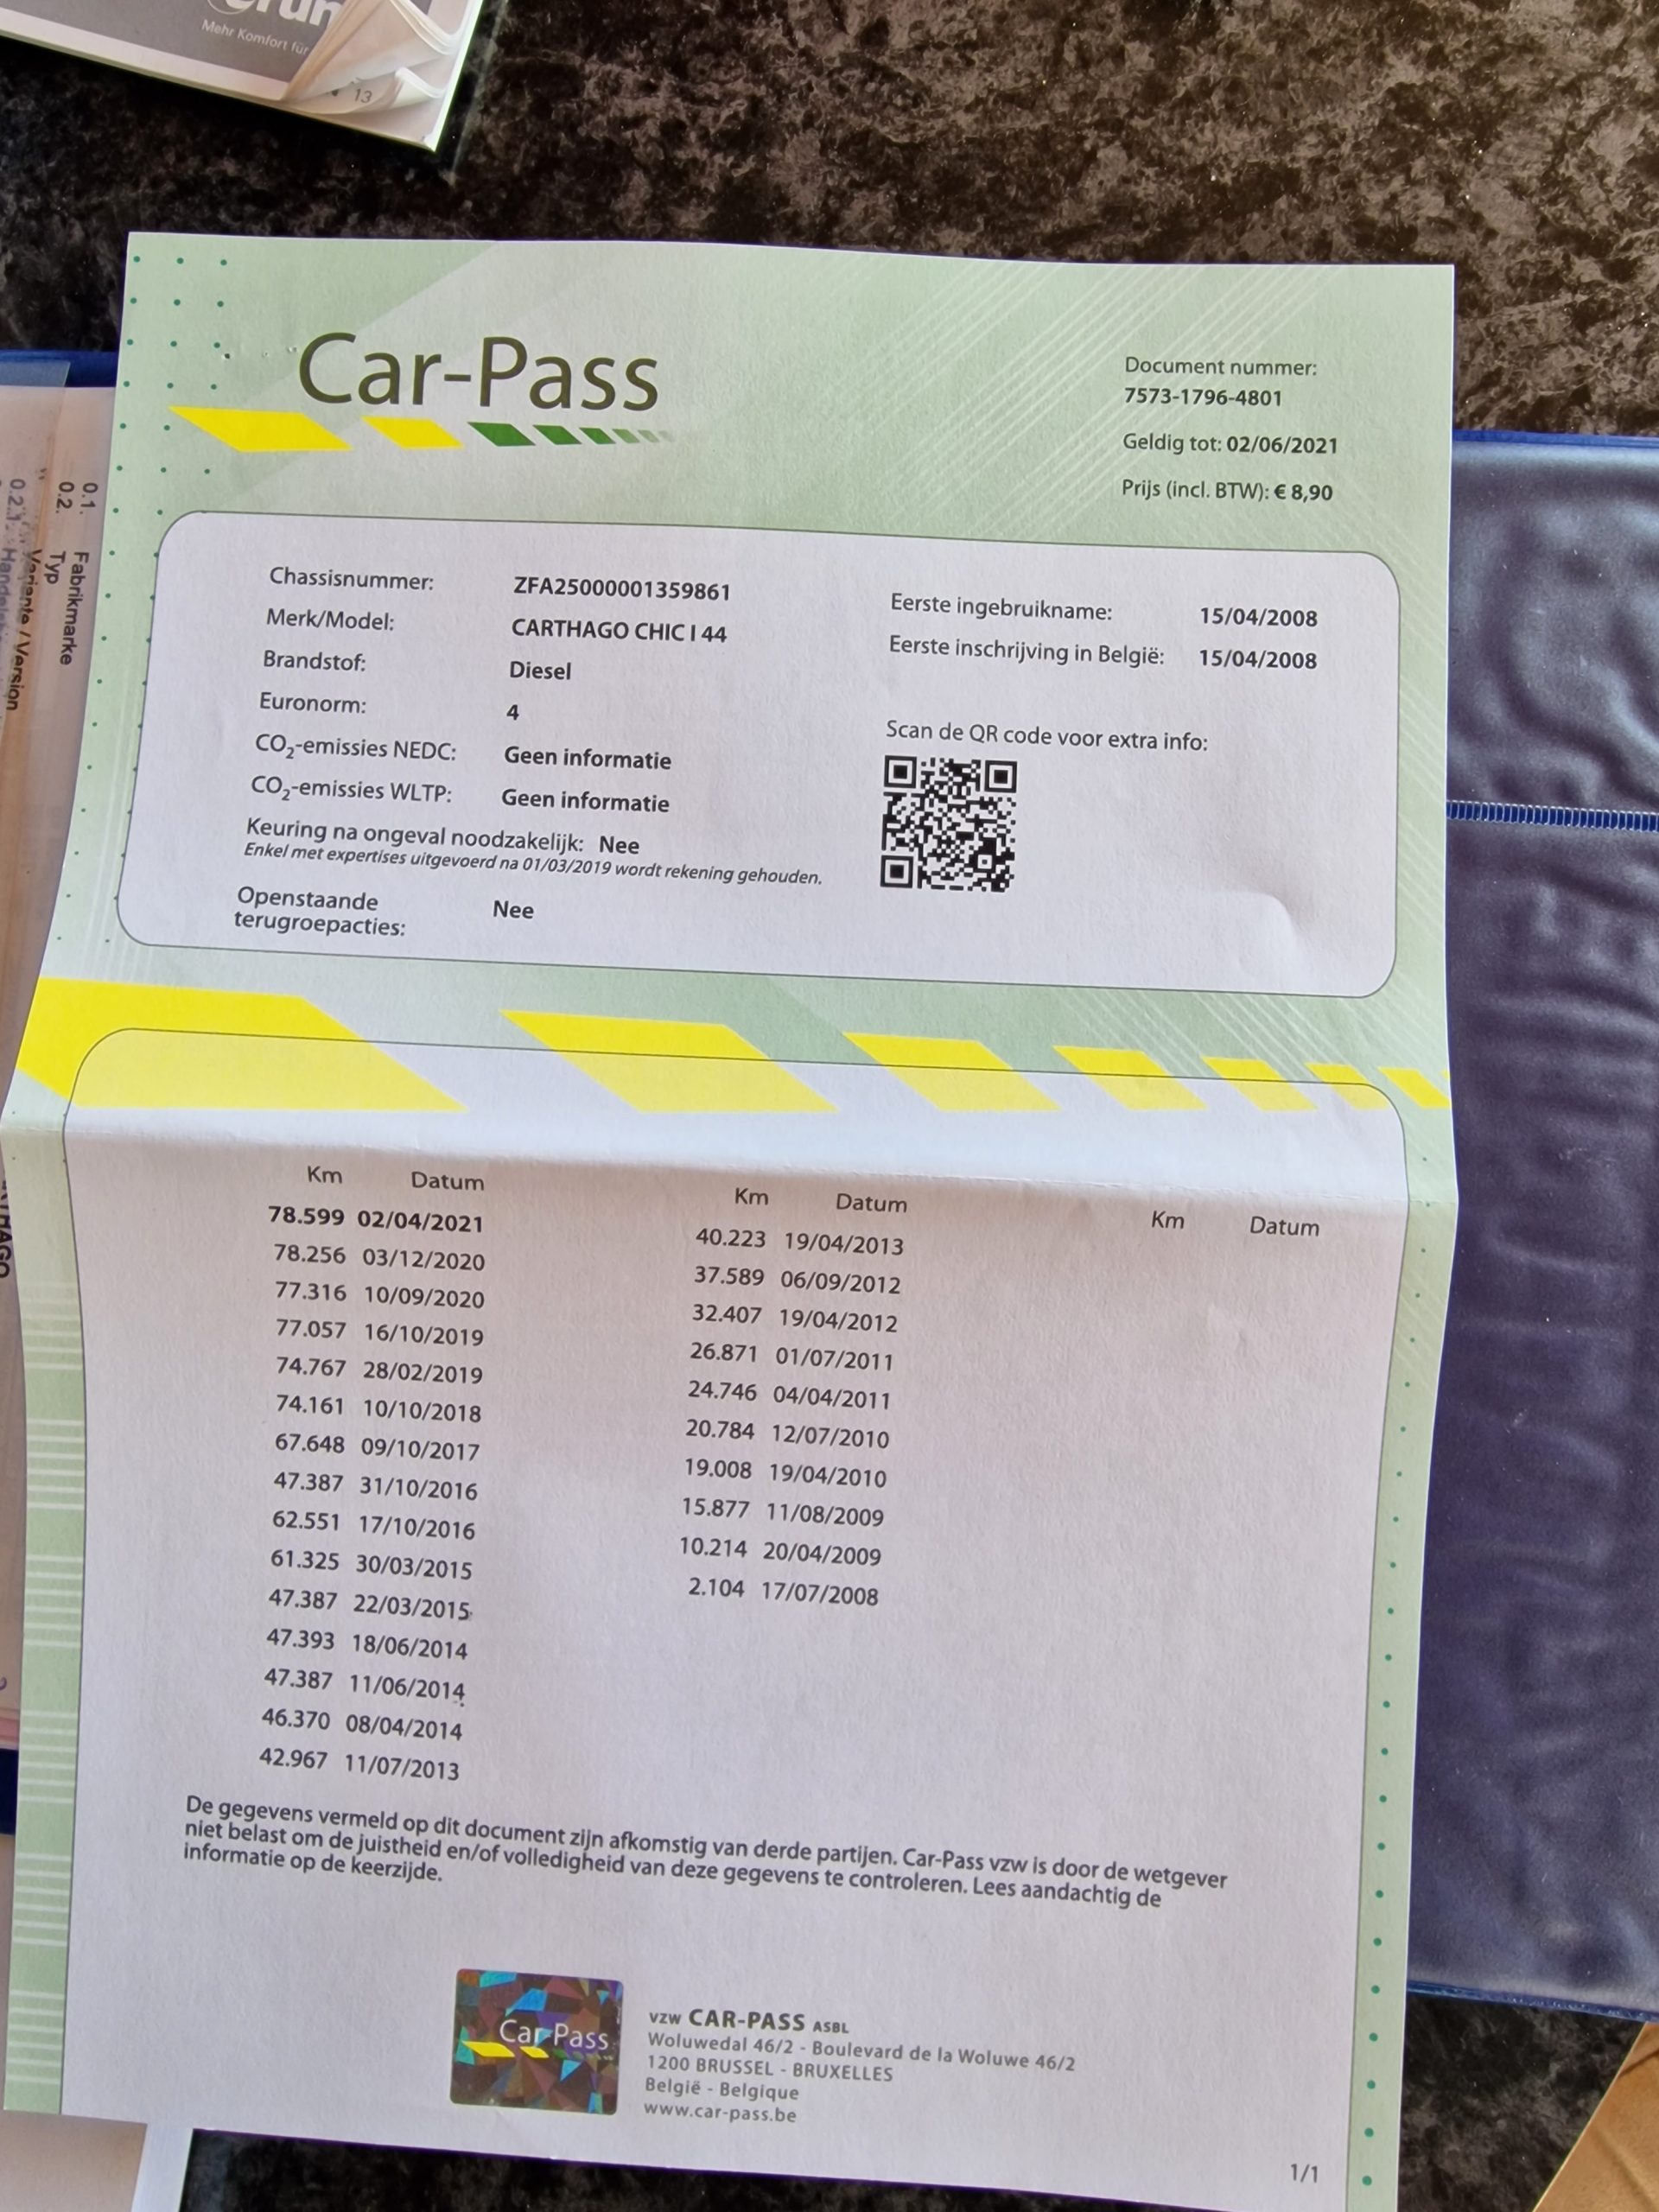 Mehr Komfort für
13
Car-Pass
Document nummer:
7573-1796-4801
Geldig tot: 02/06/2021
Prijs (incl. BTW): € 8,90
0.1. Fabrikmarke
0.2. Typ
Variante / Version
0.2.1.
Chassisnummer: ZFA25000001359861
Merk/Model: CARTHAGO CHIC I 44
Brandstof: Diesel
Euronorm: 4
CO₂-emissies NEDC: Geen informatie
CO₂-emissies WLTP: Geen informatie
Keuring na ongeval noodzakelijk: Nee
Enkel met expertises uitgevoerd na 01/03/2019 wordt rekening gehouden.
Openstaande
terugroepacties: Nee
Eerste ingebruikname: 15/04/2008
Eerste inschrijving in België: 15/04/2008
Scan de QR code voor extra info:
Km Datum
78.599 02/04/2021
78.256 03/12/2020
77.316 10/09/2020
77.057 16/10/2019
74.767 28/02/2019
74.161 10/10/2018
67.648 09/10/2017
47.387 31/10/2016
62.551 17/10/2016
61.325 30/03/2015
47.387 22/03/2015
47.393 18/06/2014
47.387 11/06/2014
46.370 08/04/2014
42.967 11/07/2013
Km Datum
40.223 19/04/2013
37.589 06/09/2012
32.407 19/04/2012
26.871 01/07/2011
24.746 04/04/2011
20.784 12/07/2010
19.008 19/04/2010
15.877 11/08/2009
10.214 20/04/2009
2.104 17/07/2008
Km Datum
De gegevens vermeld op dit document zijn afkomstig van derde partijen. Car-Pass vzw is door de wetgever
niet belast om de juistheid en/of volledigheid van deze gegevens te controleren. Lees aandachtig de
informatie op de keerzijde.
Car-Pass
vzw CAR-PASS ASBL
Woluwedal 46/2 - Boulevard de la Woluwe 46/2
1200 BRUSSEL - BRUXELLES
België - Belgique
www.car-pass.be
1/1